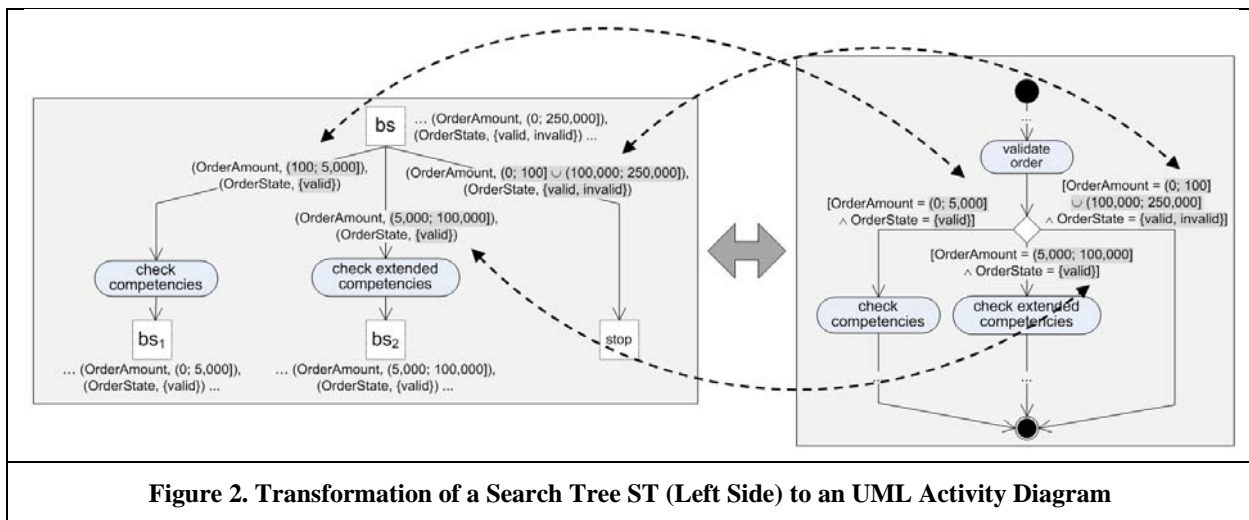 bs
... (OrderAmount, (0; 250,000]),
(OrderState, {valid, invalid}) ...
(OrderAmount, (100; 5,000]),
(OrderState, {valid})
(OrderAmount, (0; 100] ∪ (100,000; 250,000]),
(OrderState, {valid, invalid})
(OrderAmount, (5,000; 100,000]),
(OrderState, {valid})
check
competencies
check extended
competencies
bs1
bs2
stop
... (OrderAmount, (0; 5,000]),
(OrderState, {valid}) ...
... (OrderAmount, (5,000; 100,000]),
(OrderState, {valid}) ...
...
validate
order
[OrderAmount = (0; 5,000]
∧ OrderState = {valid}]
[OrderAmount = (0; 100]
∪ (100,000; 250,000]
∧ OrderState = {valid, invalid}]
[OrderAmount = (5,000; 100,000]
∧ OrderState = {valid}]
check
competencies
check extended
competencies
...
...
Figure 2. Transformation of a Search Tree ST (Left Side) to an UML Activity Diagram